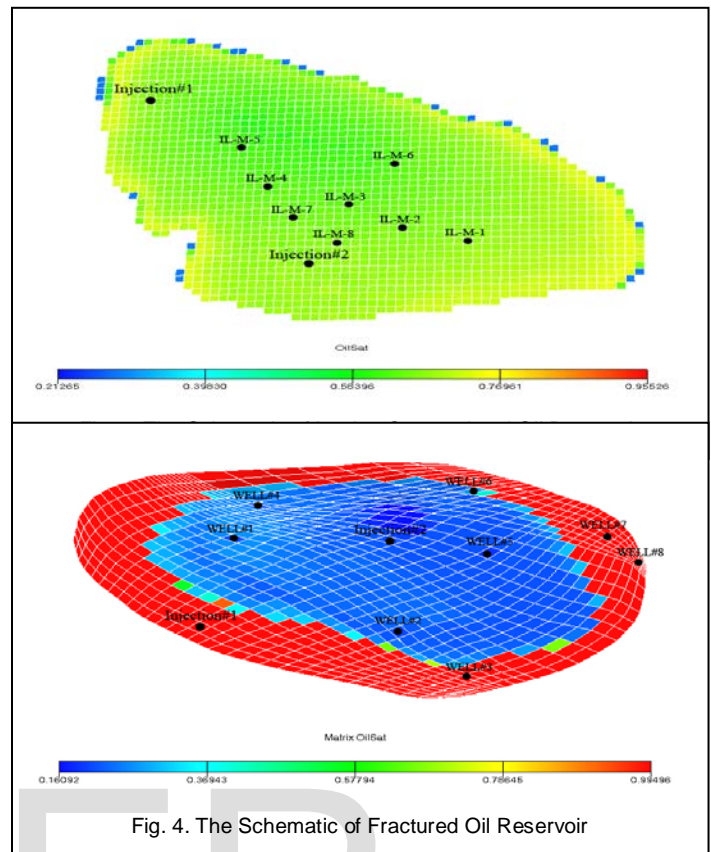 Injection#1
IL-M-5
IL-M-6
IL-M-4
IL-M-3
IL-M-7
IL-M-2
IL-M-8
IL-M-1
Injection#2
OilSat
0.21265 0.39830 0.58396 0.76961 0.95526
WELL#6
WELL#4
WELL#1
Injection#2
WELL#7
WELL#5
WELL#8
Injection#1
WELL#2
WELL#3
Matrix OilSat
0.16092 0.36943 0.57794 0.78645 0.99496
Fig. 4. The Schematic of Fractured Oil Reservoir